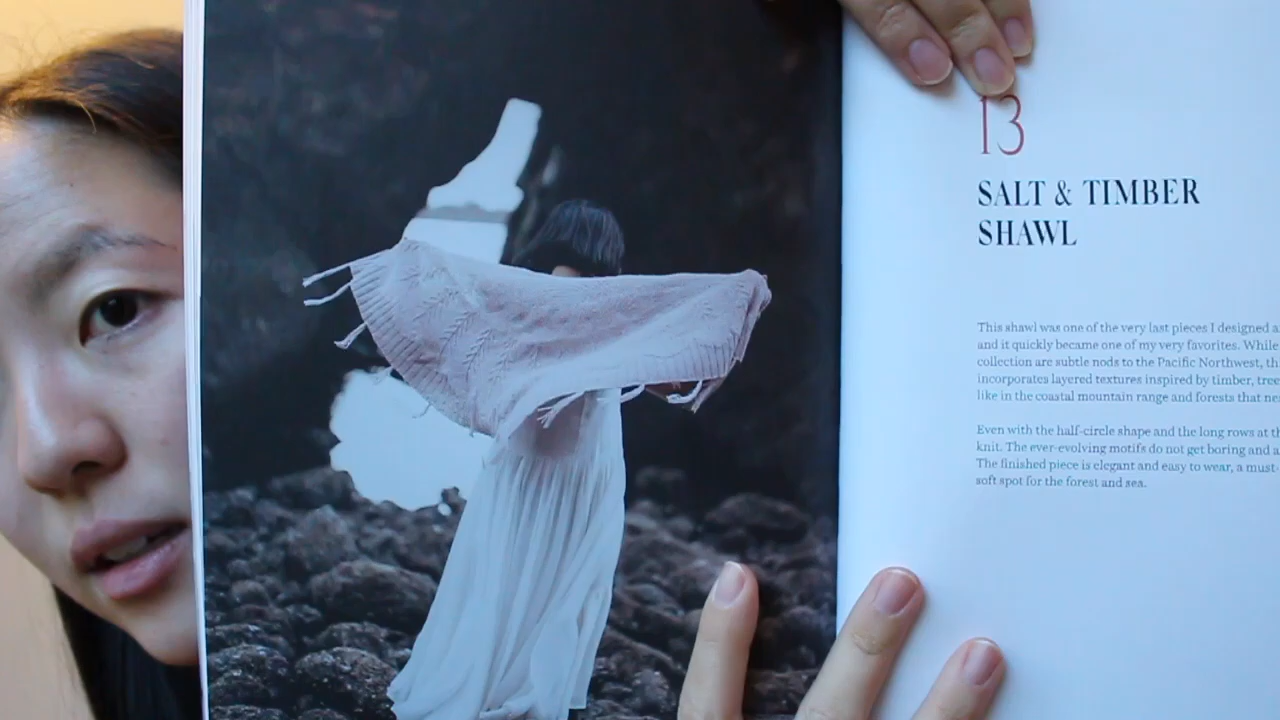 13
SALT & TIMBER
SHAWL
This shawl was one of the very last pieces I designed a
and it quickly became one of my very favorites. While
collection are subtle nods to the Pacific Northwest, th
incorporates layered textures inspired by timber, tree
like in the coastal mountain range and forests that ne
Even with the half-circle shape and the long rows at th
knit. The ever-evolving motifs do not get boring and a
The finished piece is elegant and easy to wear, a must-
soft spot for the forest and sea.